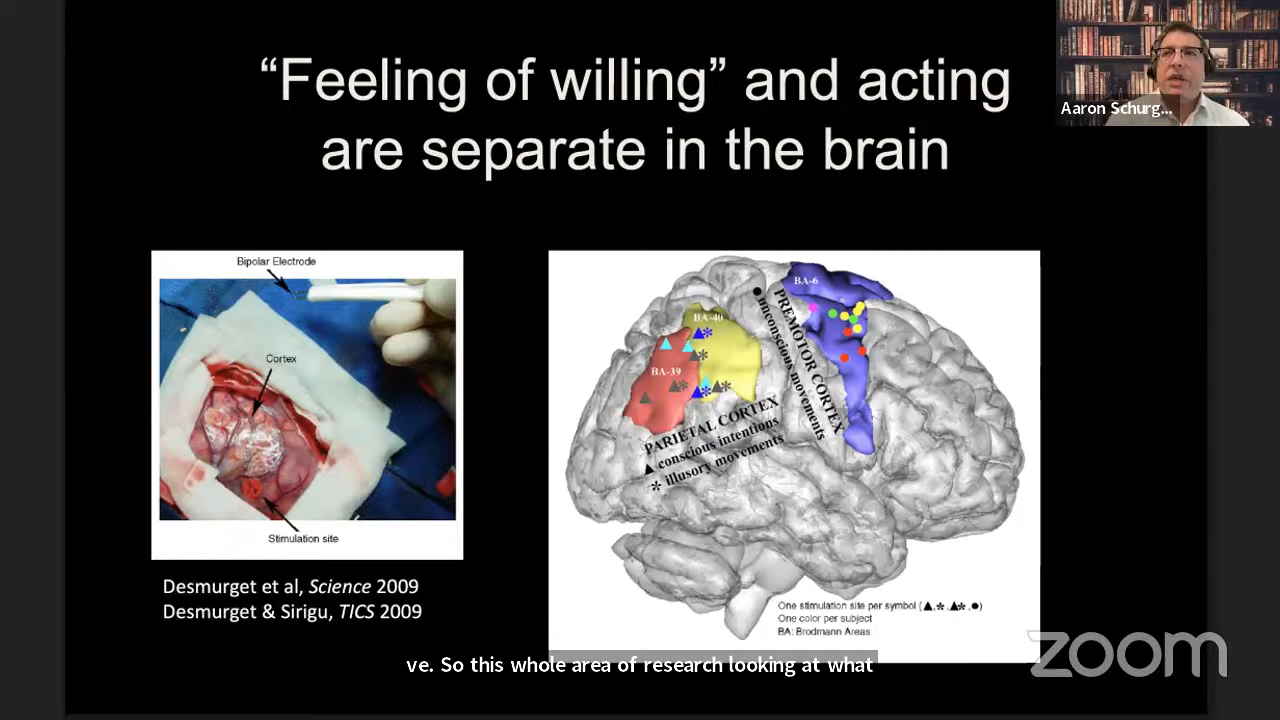 “Feeling of willing” and acting
are separate in the brain
Aaron Schurg...
Bipolar Electrode
Cortex
Stimulation site
Desmurget et al, Science 2009
Desmurget & Sirigu, TICS 2009
BA-6
BA-40
BA-39
PREMOTOR CORTEX
● unconscious movements
PARIETAL CORTEX
▲ conscious intentions
* illusory movements
One stimulation site per symbol (▲,*,▲*,●)
One color per subject
BA: Brodmann Areas
zoom
ve. So this whole area of research looking at what